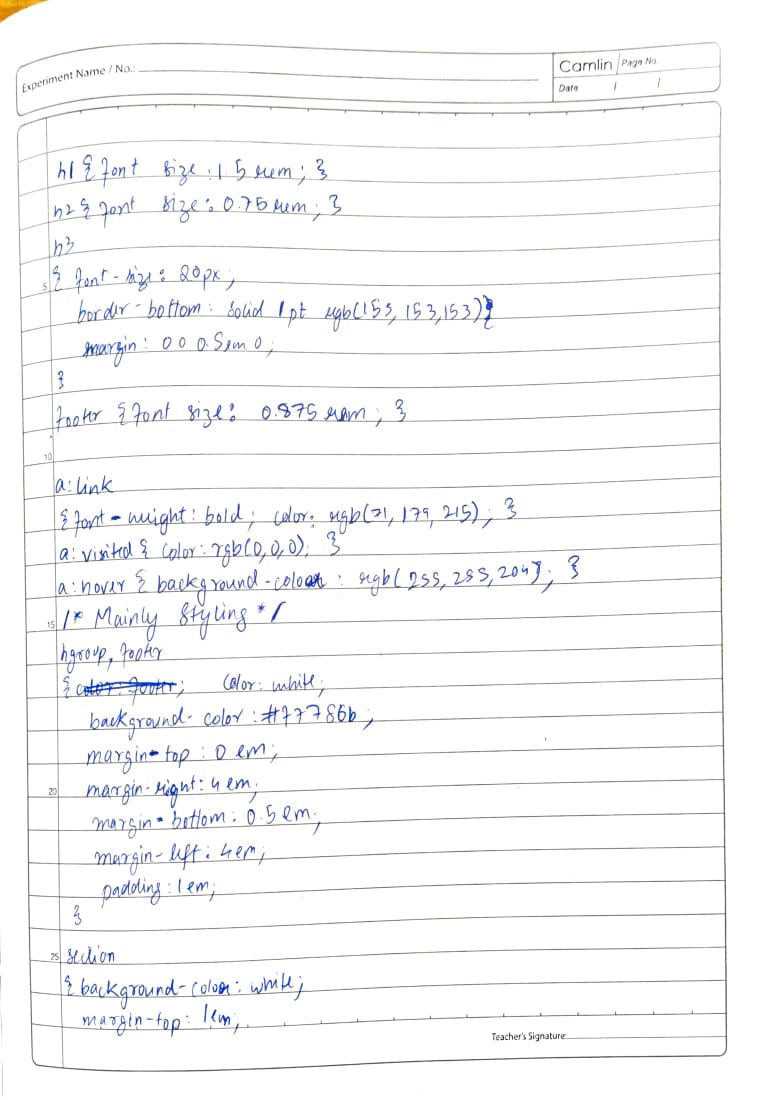 Experiment Name / No.:
Camlin Page No.
Date / /
h1 { font size : 1.5 rem ; }
h2 { font size : 0.75 rem ; }
h3
5 { font-size : 20px ;
border-bottom : solid 1pt rgb(153, 153, 153)}
margin : 0 0 0.5em 0 ;
}
footer { font size : 0.875 rem ; }
10
a:link
{ font-weight : bold ; color : rgb(71, 179, 215) ; }
a:visited { color : rgb(0,0,0) ; }
a:hover { background-color : rgb(255, 255, 204) ; }
15 /* Mainly Styling */
hgroup, footer
{ color: footer; color : white ;
background-color : #77786b ;
margin-top : 0 em ;
20 margin-right : 4 em ;
margin-bottom : 0.5 em ;
margin-left : 4em ;
padding : 1em ;
}
25 section
{ background-color : white ;
margin-top : 1em ;
Teacher's Signature: